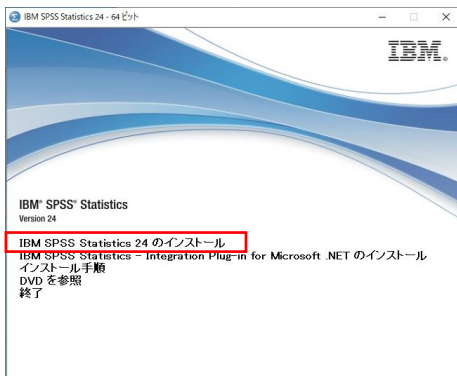 IBM SPSS Statistics 24 - 64 ビット
IBM®
IBM® SPSS® Statistics
Version 24
IBM SPSS Statistics 24 のインストール
IBM SPSS Statistics - Integration Plug-in for Microsoft .NET のインストール
インストール手順
DVD を参照
終了